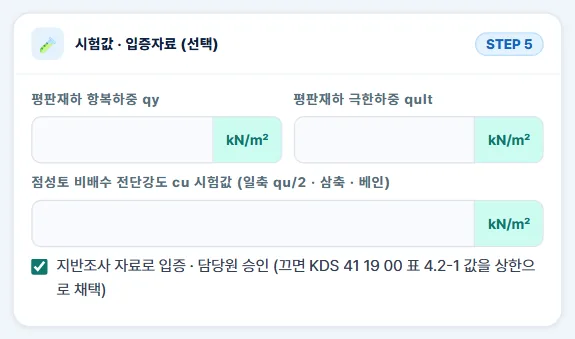 시험값 · 입증자료 (선택)
STEP 5
평판재하 항복하중 qy
평판재하 극한하중 qult
kN/m²
kN/m²
점성토 비배수 전단강도 cu 시험값 (일축 qu/2 · 삼축 · 베인)
kN/m²
지반조사 자료로 입증 · 담당원 승인 (끄면 KDS 41 19 00 표 4.2-1 값을 상한으
로 채택)